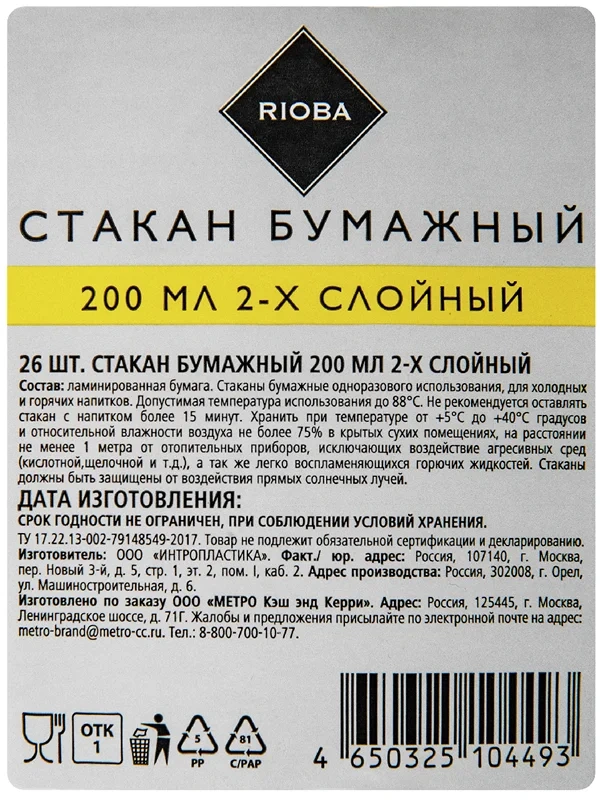 RIOBA
СТАКАН БУМАЖНЫЙ
200 МЛ 2-Х СЛОЙНЫЙ
26 ШТ. СТАКАН БУМАЖНЫЙ 200 МЛ 2-Х СЛОЙНЫЙ
Состав: ламинированная бумага. Стаканы бумажные одноразового использования, для холодных
и горячих напитков. Допустимая температура использования до 88°С. Не рекомендуется оставлять
стакан с напитком более 15 минут. Хранить при температуре от +5°С до +40°С градусов
и относительной влажности воздуха не более 75% в крытых сухих помещениях, на расстоянии
не менее 1 метра от отопительных приборов, исключающих воздействие агресивных сред
(кислотной,щелочной и т.д.), а так же легко воспламеняющихся горючих жидкостей. Стаканы
должны быть защищены от воздействия прямых солнечных лучей.
ДАТА ИЗГОТОВЛЕНИЯ:
СРОК ГОДНОСТИ НЕ ОГРАНИЧЕН, ПРИ СОБЛЮДЕНИИ УСЛОВИЙ ХРАНЕНИЯ.
ТУ 17.22.13-002-79148549-2017. Товар не подлежит обязательной сертификации и декларированию.
Изготовитель: ООО «ИНТРОПЛАСТИКА». Факт./ юр. адрес: Россия, 107140, г. Москва,
пер. Новый 3-й, д. 5, стр. 1, эт. 2, пом. I, каб. 2. Адрес производства: Россия, 302008, г. Орел,
ул. Машиностроительная, д. 6.
Изготовлено по заказу ООО «МЕТРО Кэш энд Керри». Адрес: Россия, 125445, г. Москва,
Ленинградское шоссе, д. 71Г. Жалобы и предложения присылайте по электронной почте на адрес:
metro-brand@metro-cc.ru. Тел.: 8-800-700-10-77.
ОТК
1
5
PP
81
C/PAP
4 650325 104493